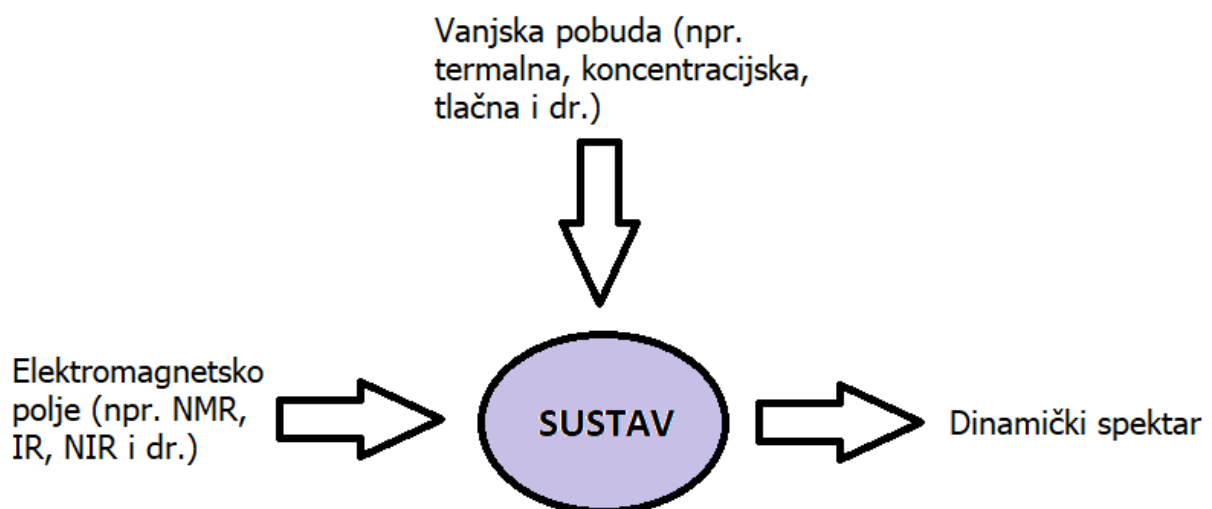 Vanjska pobuda (npr.
termalna, koncentracijska,
tlačna i dr.)
Elektromagnetsko
polje (npr. NMR,
IR, NIR i dr.)
SUSTAV
Dinamički spektar